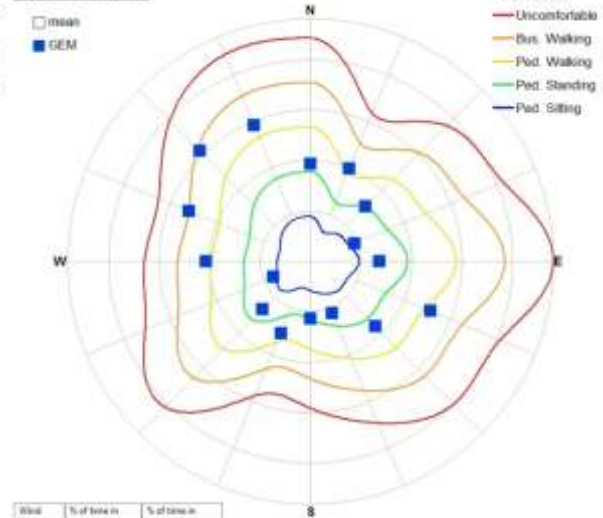 N
mean
GEM
Uncomfortable
Bus. Walking
Ped. Walking
Ped. Standing
Ped. Sitting
W
E
S
Wind
% of time in
% of time in